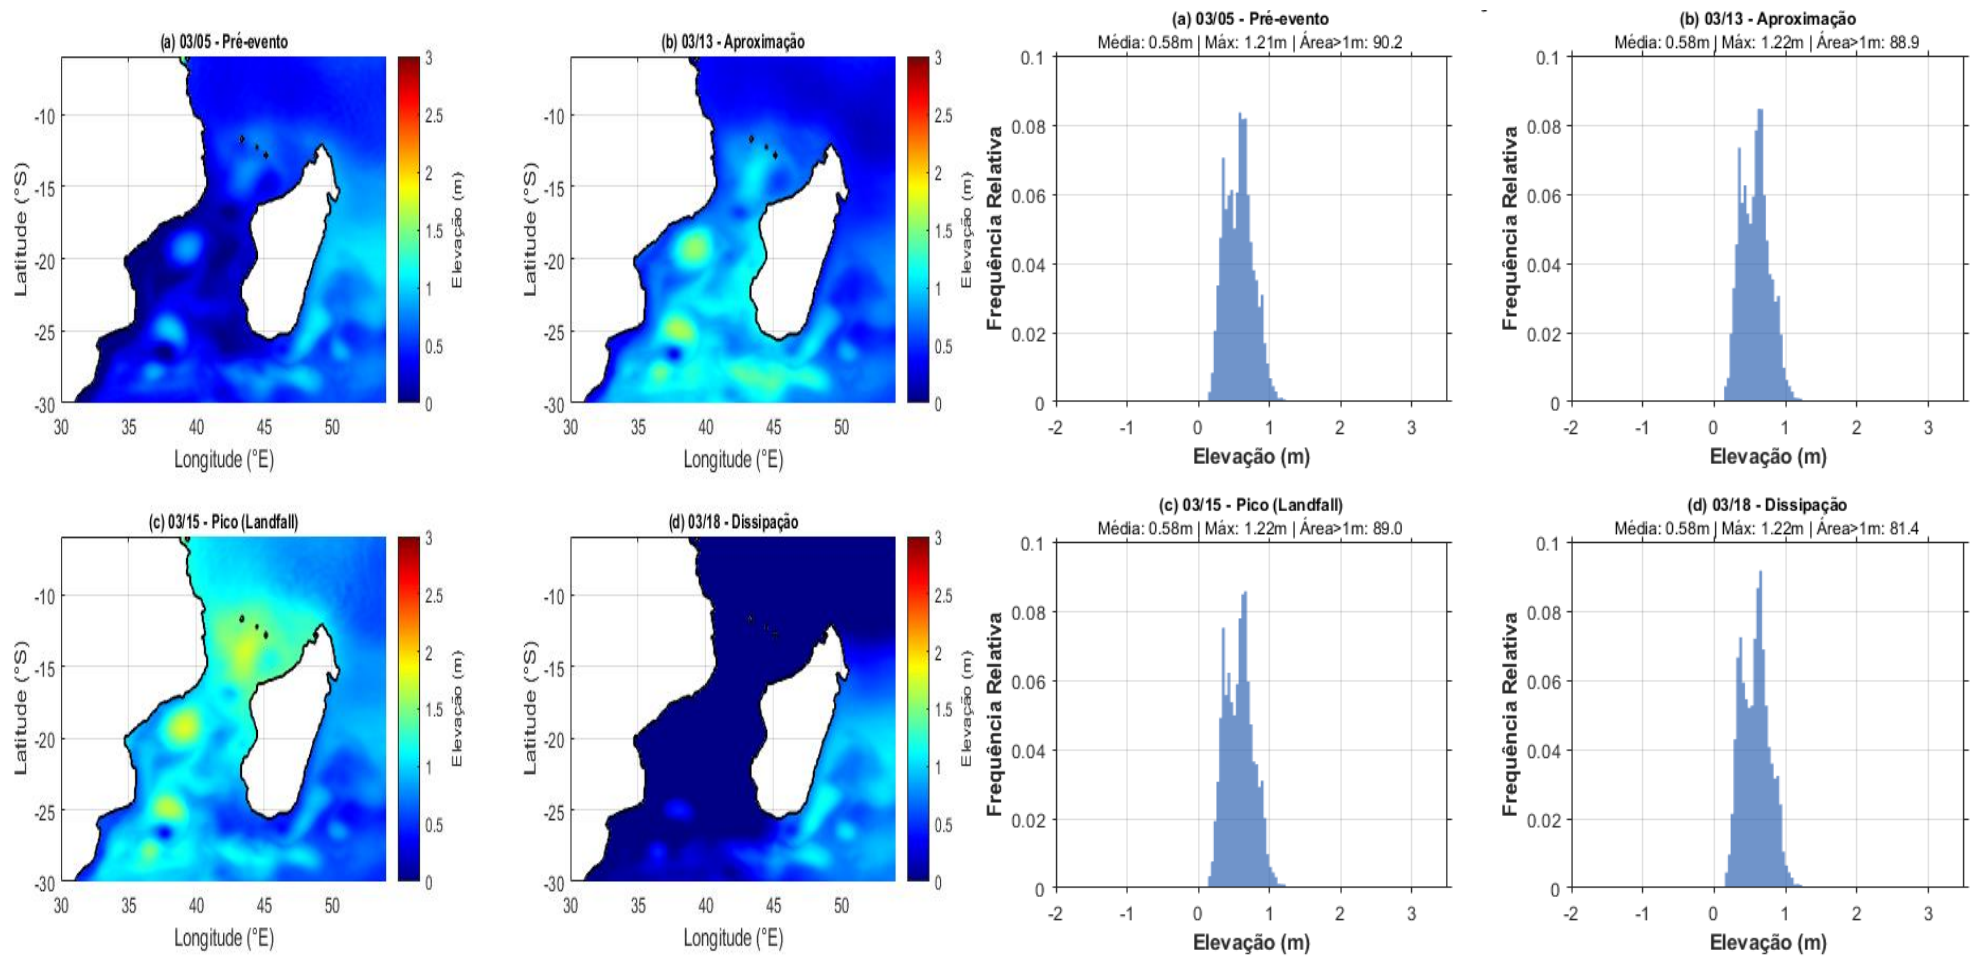 (a) 03/05 - Pré-evento
3
2.5
2
1.5
1
0.5
0
-10
-15
-20
-25
-30
30 35 40 45 50
Latitude (°S)
Longitude (°E)
Elevação (m)
(b) 03/13 - Aproximação
3
2.5
2
1.5
1
0.5
0
-10
-15
-20
-25
-30
30 35 40 45 50
Latitude (°S)
Longitude (°E)
Elevação (m)
(a) 03/05 - Pré-evento
Média: 0.58m | Máx: 1.21m | Área>1m: 90.2
0.1
0.08
0.06
0.04
0.02
0
-2 -1 0 1 2 3
Frequência Relativa
Elevação (m)
(b) 03/13 - Aproximação
Média: 0.58m | Máx: 1.22m | Área>1m: 88.9
0.1
0.08
0.06
0.04
0.02
0
-2 -1 0 1 2 3
Frequência Relativa
Elevação (m)
(c) 03/15 - Pico (Landfall)
3
2.5
2
1.5
1
0.5
0
-10
-15
-20
-25
-30
30 35 40 45 50
Latitude (°S)
Longitude (°E)
Elevação (m)
(d) 03/18 - Dissipação
3
2.5
2
1.5
1
0.5
0
-10
-15
-20
-25
-30
30 35 40 45 50
Latitude (°S)
Longitude (°E)
Elevação (m)
(c) 03/15 - Pico (Landfall)
Média: 0.58m | Máx: 1.22m | Área>1m: 89.0
0.1
0.08
0.06
0.04
0.02
0
-2 -1 0 1 2 3
Frequência Relativa
Elevação (m)
(d) 03/18 - Dissipação
Média: 0.58m | Máx: 1.22m | Área>1m: 81.4
0.1
0.08
0.06
0.04
0.02
0
-2 -1 0 1 2 3
Frequência Relativa
Elevação (m)